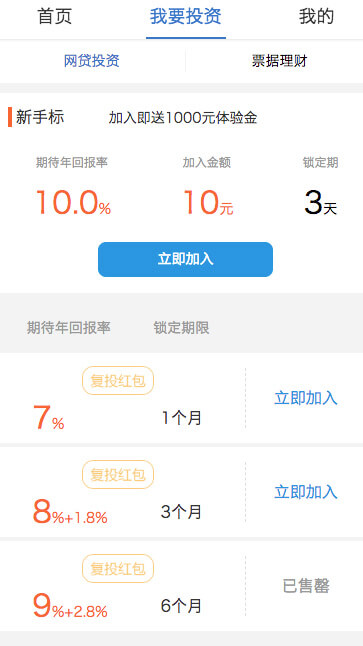 首页 我要投资 我的
网贷投资 票据理财
新手标 加入即送1000元体验金
期待年回报率 加入金额 锁定期
10.0% 10元 3天
立即加入
期待年回报率 锁定期限
复投红包
7% 1个月 立即加入
复投红包
8%+1.8% 3个月 立即加入
复投红包
9%+2.8% 6个月 已售罄